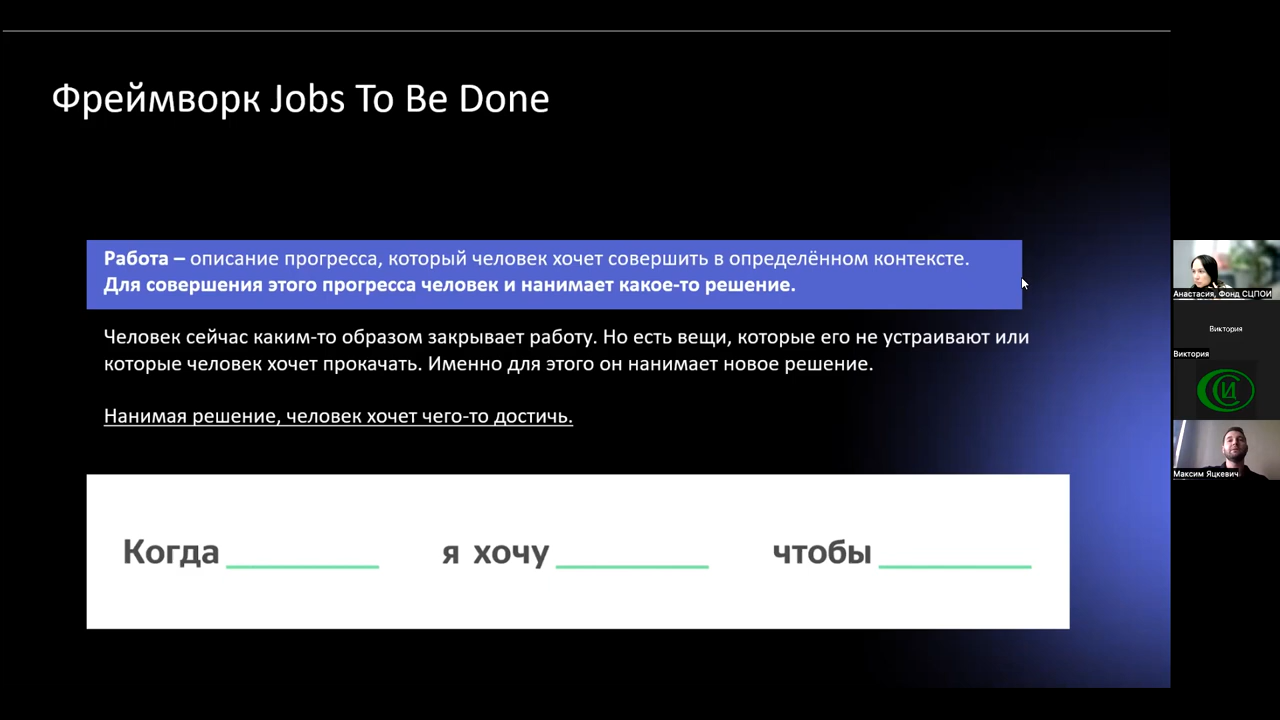 Фреймворк Jobs To Be Done
Работа – описание прогресса, который человек хочет совершить в определённом контексте.
Для совершения этого прогресса человек и нанимает какое-то решение.
Человек сейчас каким-то образом закрывает работу. Но есть вещи, которые его не устраивают или
которые человек хочет прокачать. Именно для этого он нанимает новое решение.
Нанимая решение, человек хочет чего-то достичь.
Когда я хочу чтобы
Анастасия, Фонд СЦПОИ
Виктория
Виктория
Максим Яцкевич